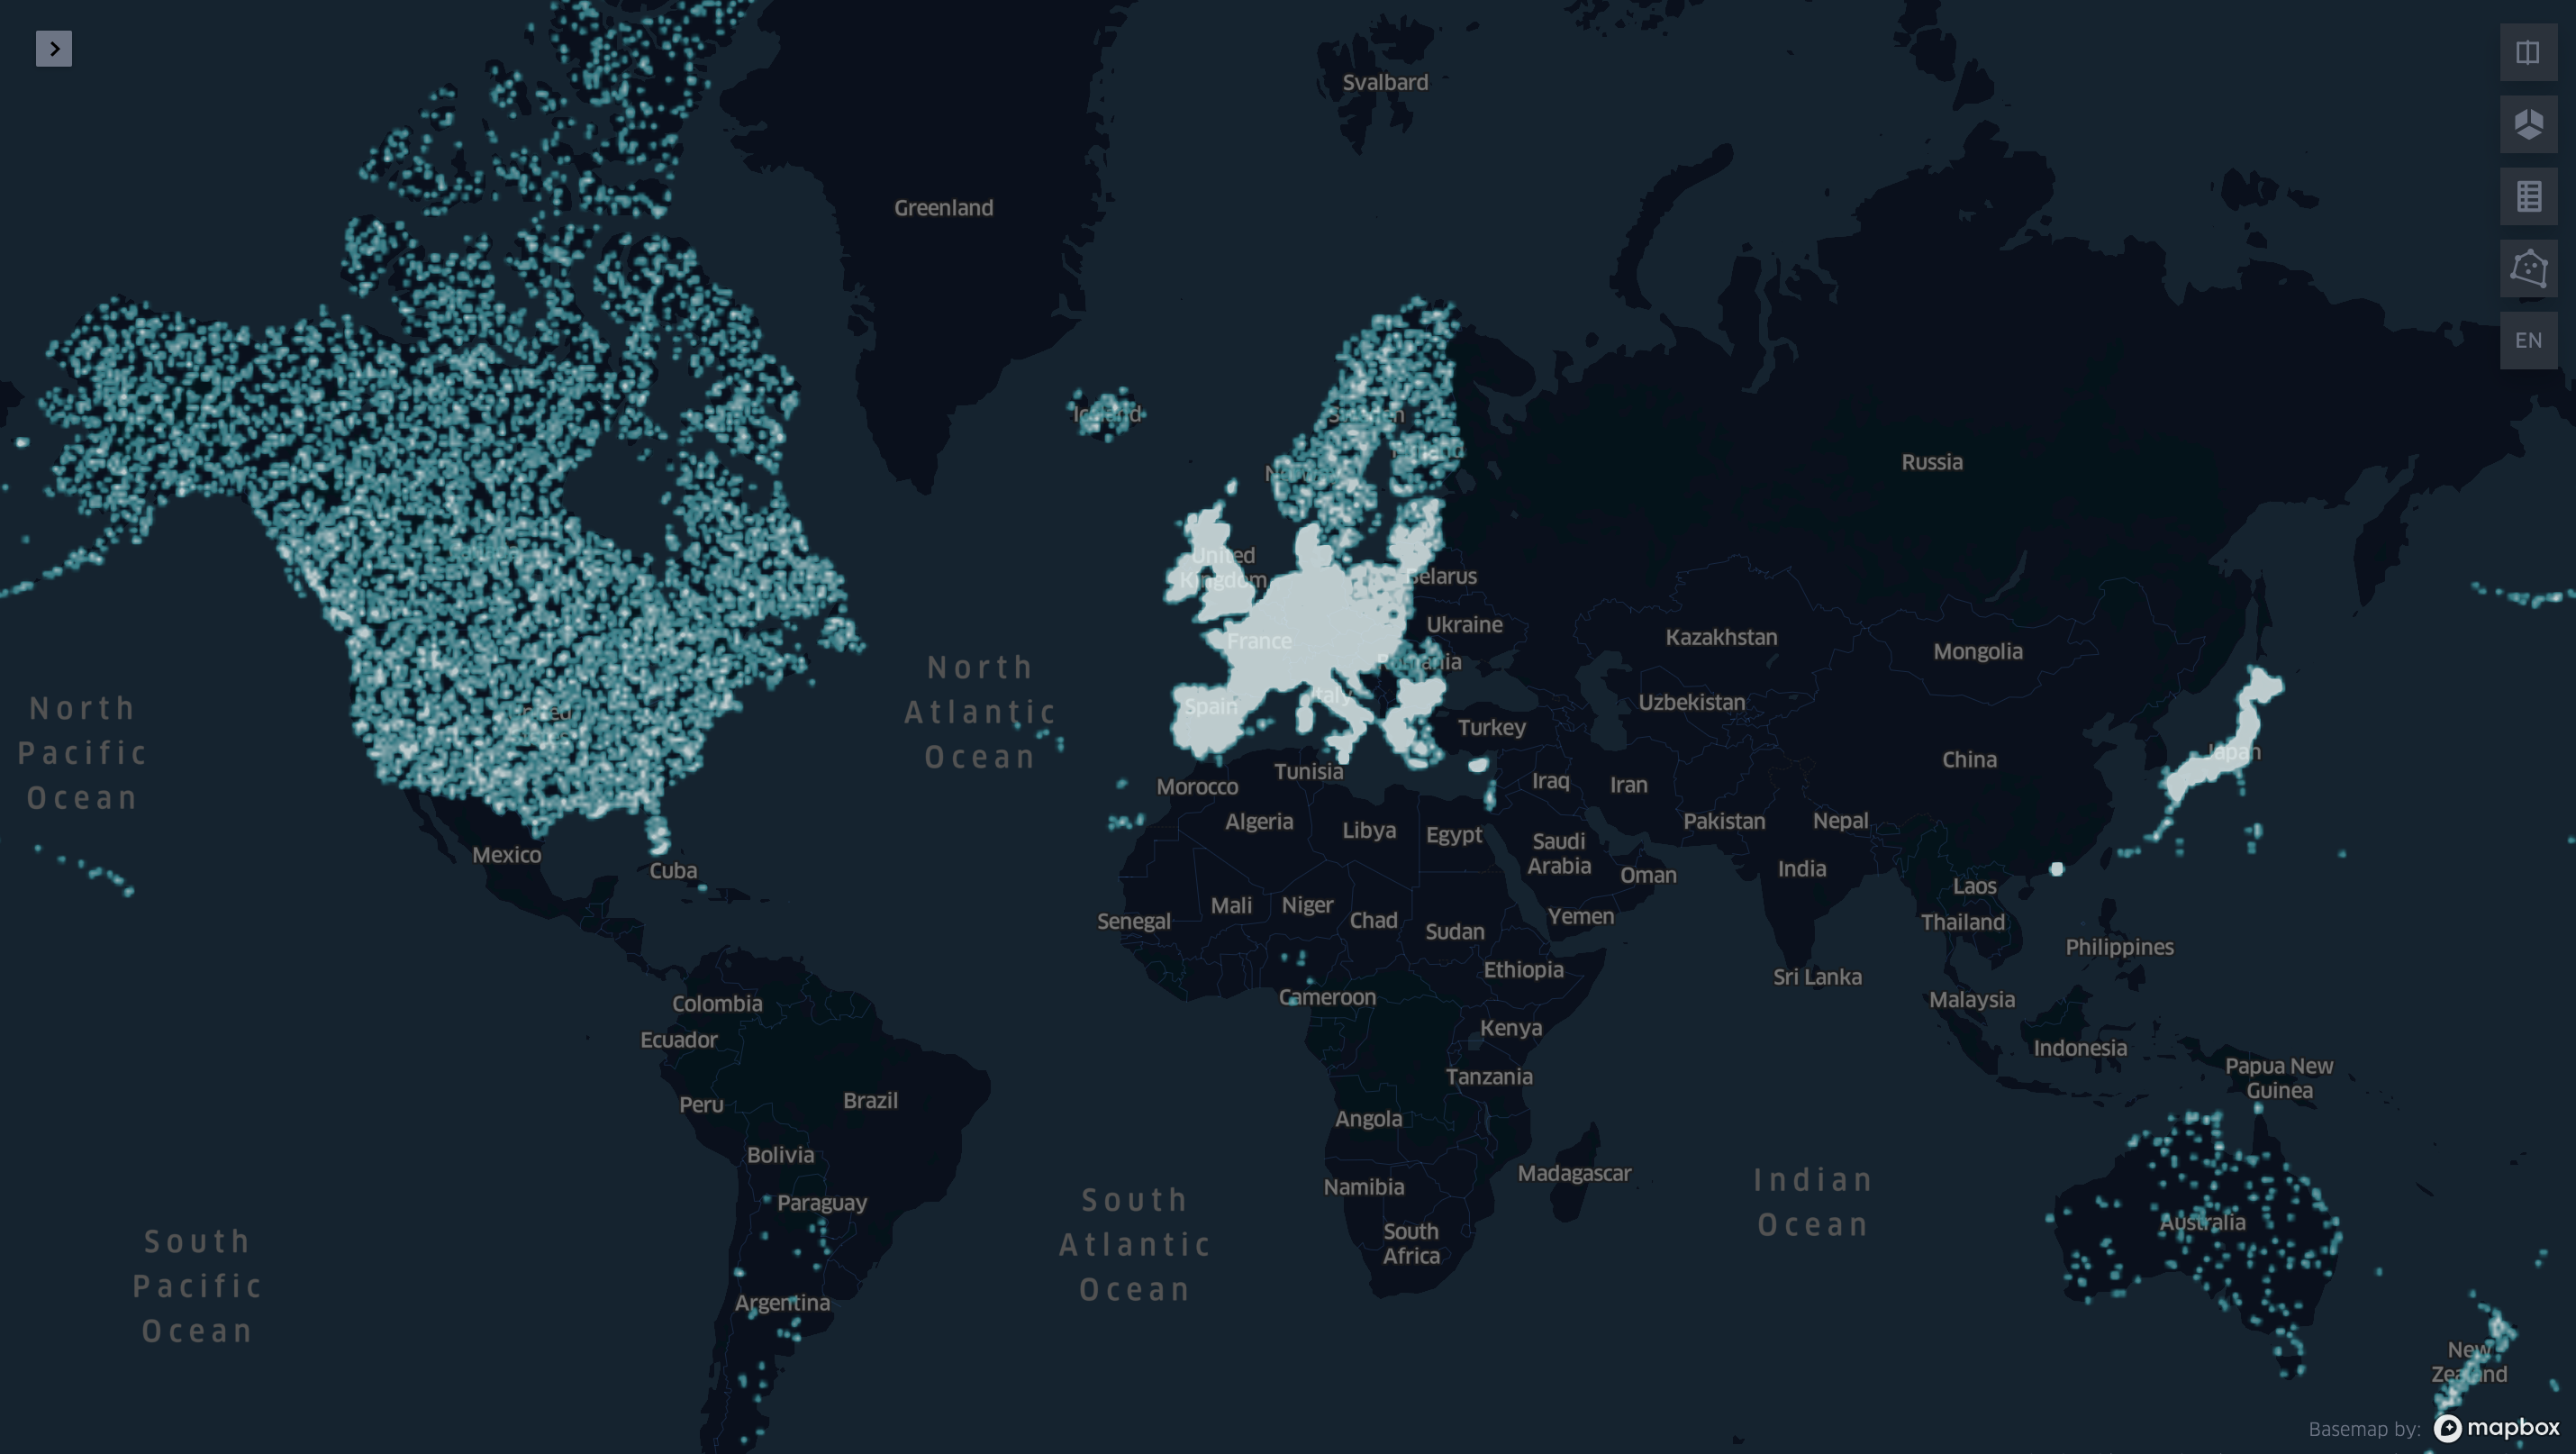 Svalbard
Greenland
EN
Iceland
Sweden
Finland
Norway
Russia
United
Kingdom
Belarus
Ukraine
Kazakhstan
Mongolia
France
Romania
North
Atlantic
Ocean
North
Pacific
Ocean
Italy
Spain
Uzbekistan
United
Turkey
Japan
China
Tunisia
Morocco
Iraq
Iran
Algeria
Libya
Egypt
Pakistan
Nepal
Saudi
Arabia
Mexico
Cuba
India
Oman
Laos
Mali
Niger
Chad
Senegal
Sudan
Yemen
Thailand
Philippines
Ethiopia
Sri Lanka
Colombia
Cameroon
Malaysia
Ecuador
Kenya
Indonesia
Papua New
Guinea
Tanzania
Peru
Brazil
Angola
Bolivia
Madagascar
Namibia
Indian
Ocean
Paraguay
South
Atlantic
Ocean
South
Africa
Australia
South
Pacific
Ocean
Argentina
New
Zealand
Basemap by: mapbox